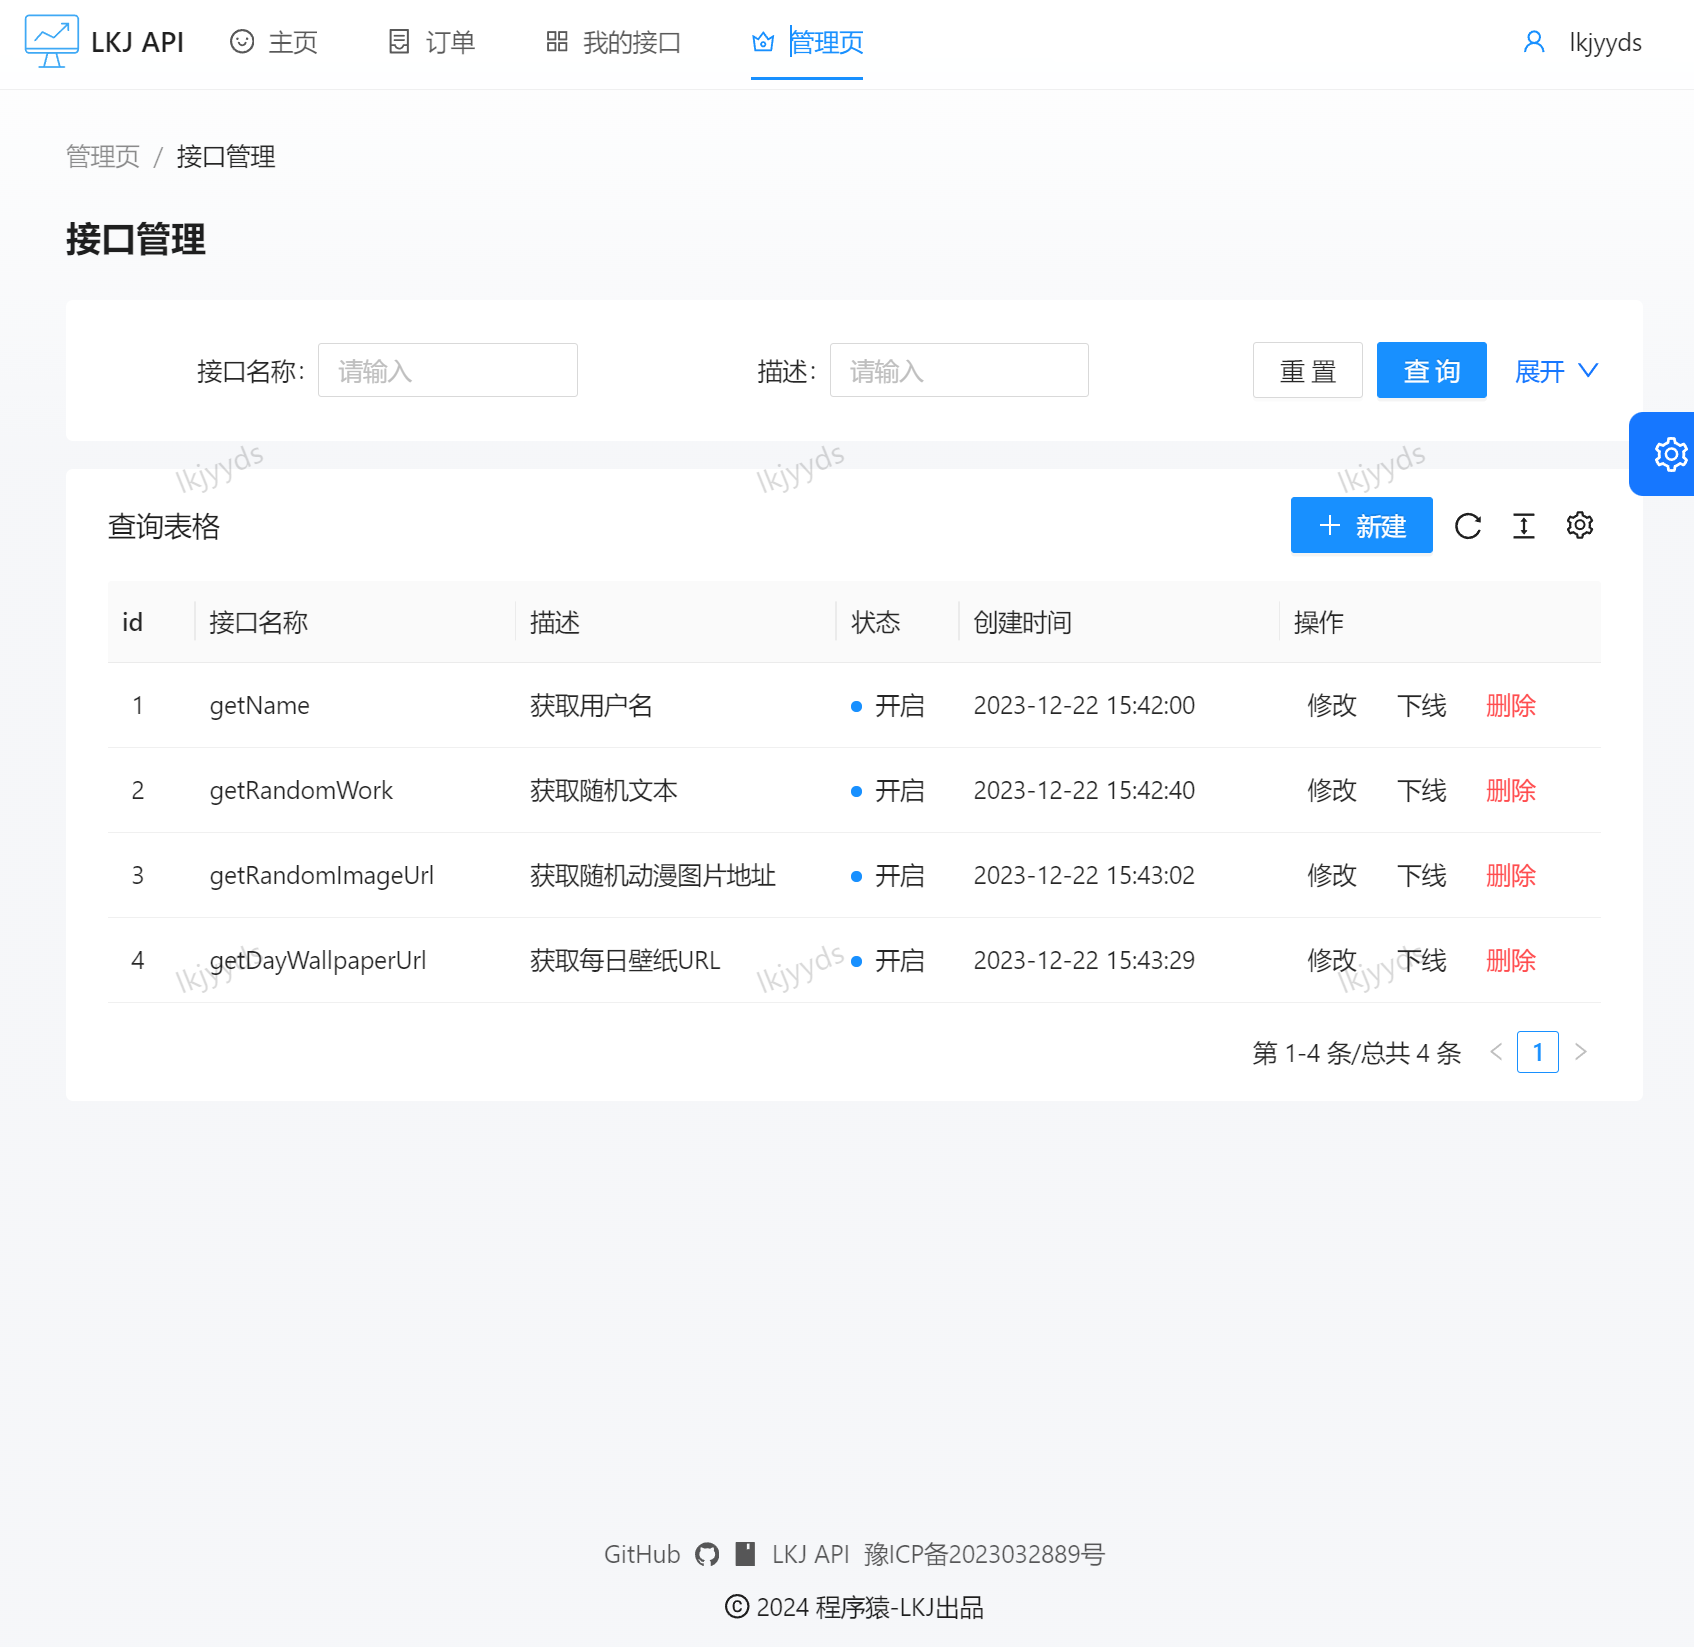 LKJ API 主页 订单 我的接口 管理页 lkjyyds
管理页 / 接口管理
接口管理
接口名称: 请输入 描述: 请输入 重 置 查 询 展开
lkjyyds lkjyyds lkjyyds
查询表格 新建
id 接口名称 描述 状态 创建时间 操作
1 getName 获取用户名 开启 2023-12-22 15:42:00 修改 下线 删除
2 getRandomWork 获取随机文本 开启 2023-12-22 15:42:40 修改 下线 删除
3 getRandomImageUrl 获取随机动漫图片地址 开启 2023-12-22 15:43:02 修改 下线 删除
4 getDayWallpaperUrl 获取每日壁纸URL 开启 2023-12-22 15:43:29 修改 下线 删除
lkjyyds lkjyyds lkjyyds
第 1-4 条/总共 4 条 1
GitHub LKJ API 豫ICP备2023032889号
© 2024 程序猿-LKJ出品